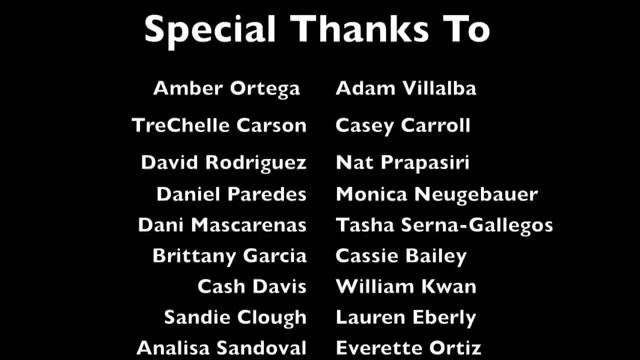 Special Thanks To
Amber Ortega Adam Villalba
TreChelle Carson Casey Carroll
David Rodriguez Nat Prapasiri
Daniel Paredes Monica Neugebauer
Dani Mascarenas Tasha Serna-Gallegos
Brittany Garcia Cassie Bailey
Cash Davis William Kwan
Sandie Clough Lauren Eberly
Analisa Sandoval Everette Ortiz